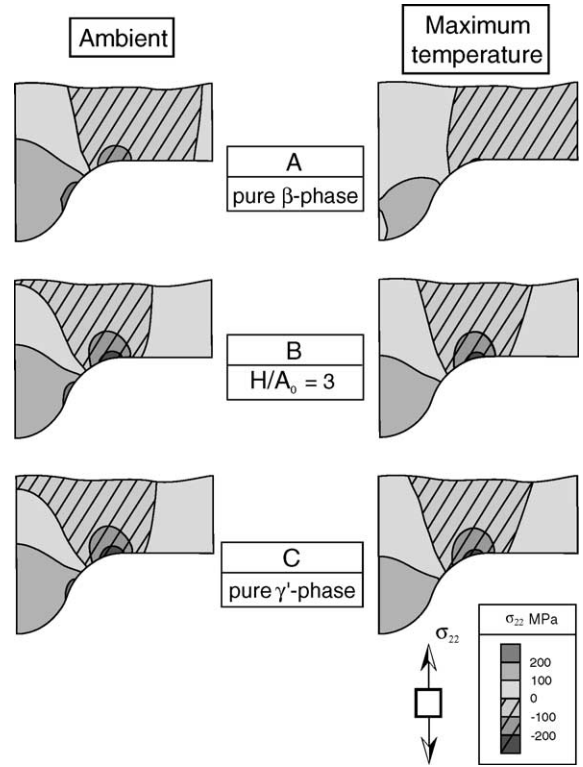 Ambient
Maximum
temperature
A
pure β-phase
B
H/A₀ = 3
C
pure γ'-phase
σ₂₂
σ₂₂ MPa
200
100
0
-100
-200